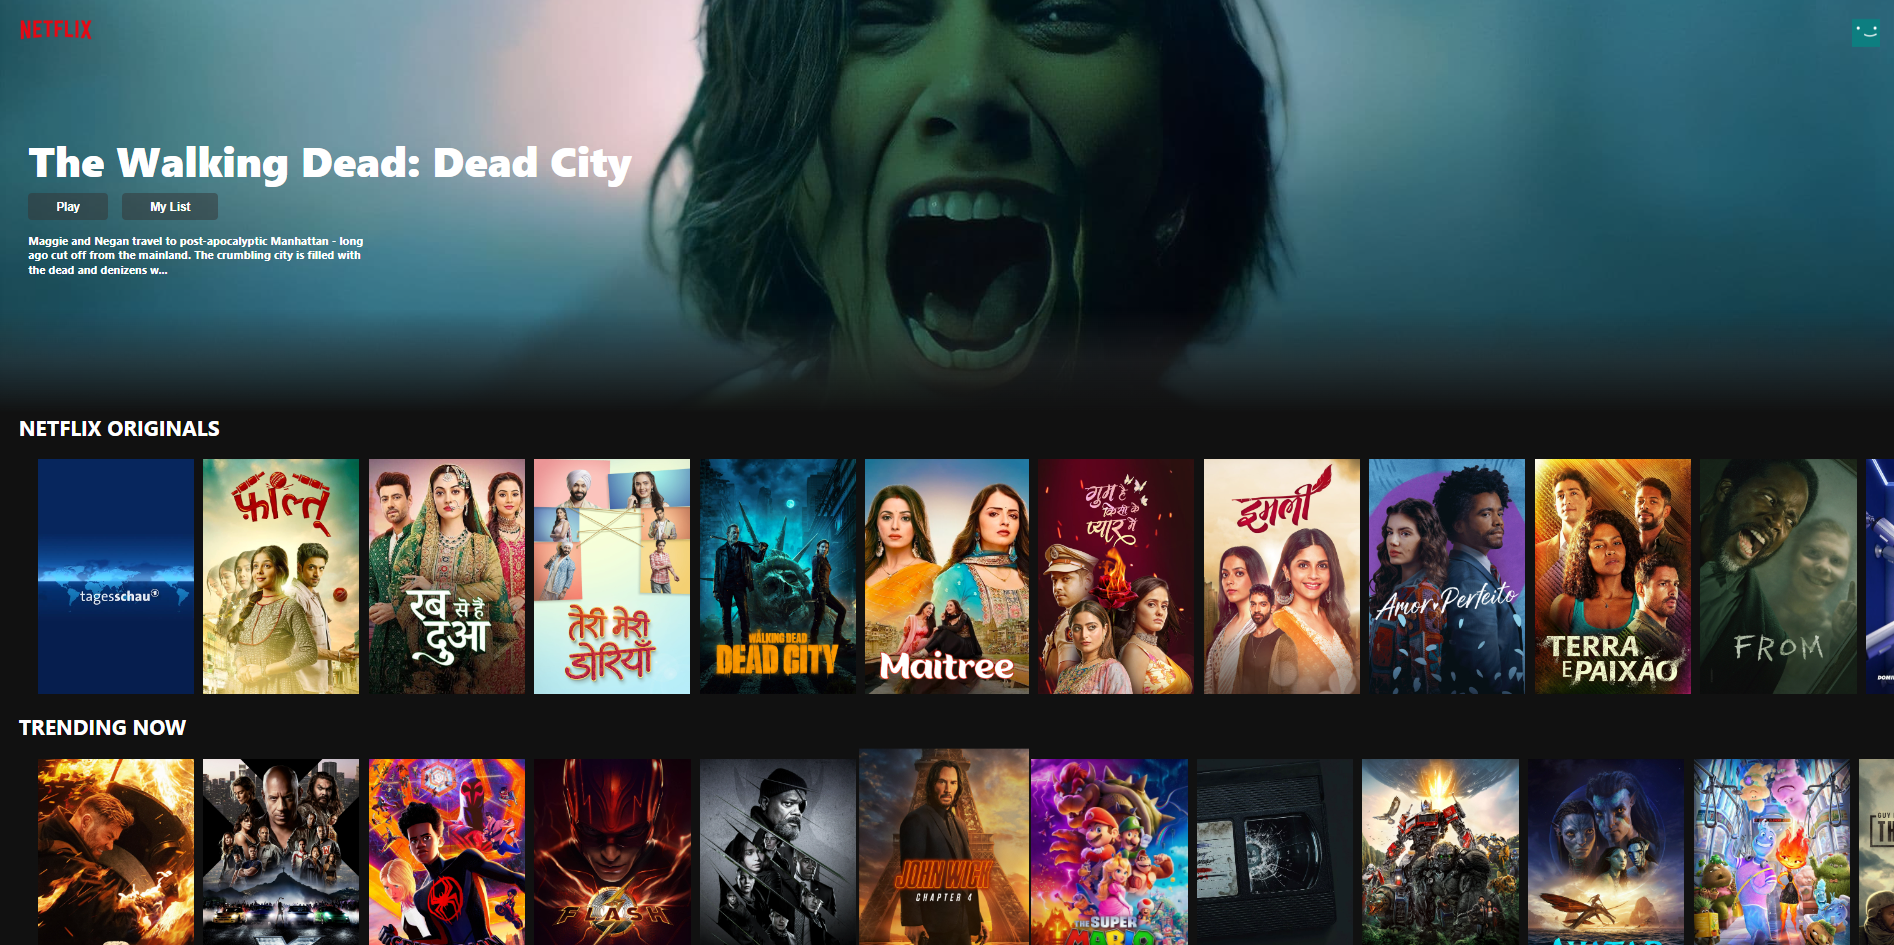 NETFLIX
The Walking Dead: Dead City
Play
My List
Maggie and Negan travel to post-apocalyptic Manhattan - long
ago cut off from the mainland. The crumbling city is filled with
the dead and denizens w...
NETFLIX ORIGINALS
tagesschau
फ़ालतू
रब से है
दुआ
तेरी मेरी
डोरियाँ
WALKING DEAD
DEAD CITY
Maitree
गुम है
किसी के
प्यार में
इमली
Amor Perfeito
TERRA
E PAIXÃO
FROM
TRENDING NOW
FLASH
JOHN WICK
CHAPTER 4
THE SUPER
MARIO
AVATAR